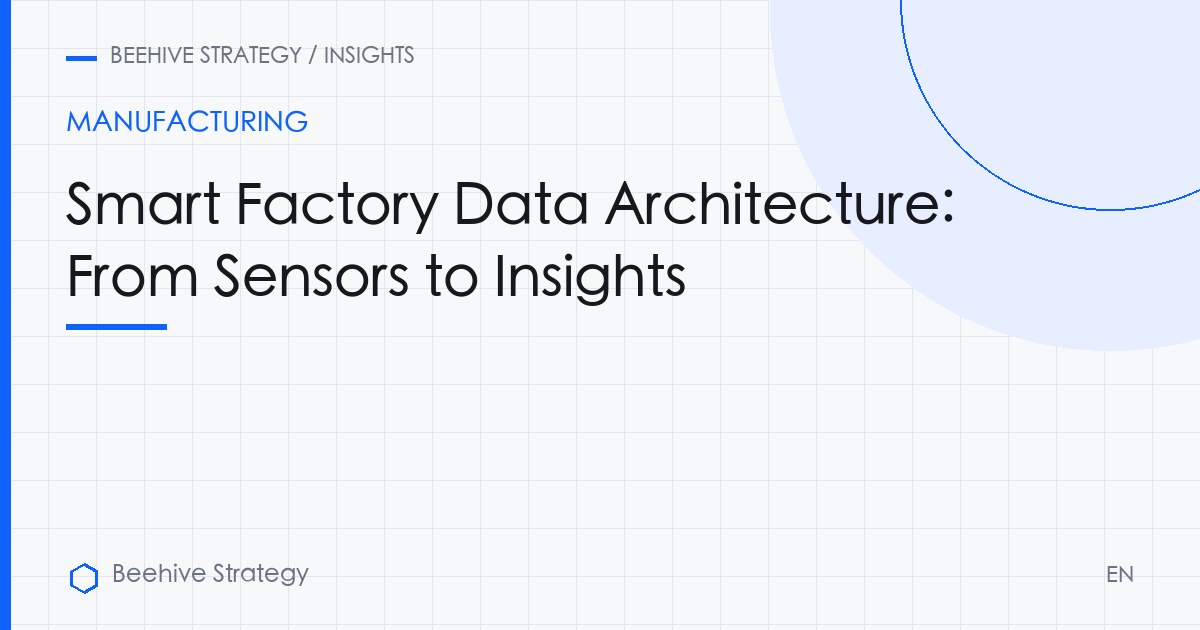 BEEHIVE STRATEGY / INSIGHTS
MANUFACTURING
Smart Factory Data Architecture:
From Sensors to Insights
Beehive Strategy
EN